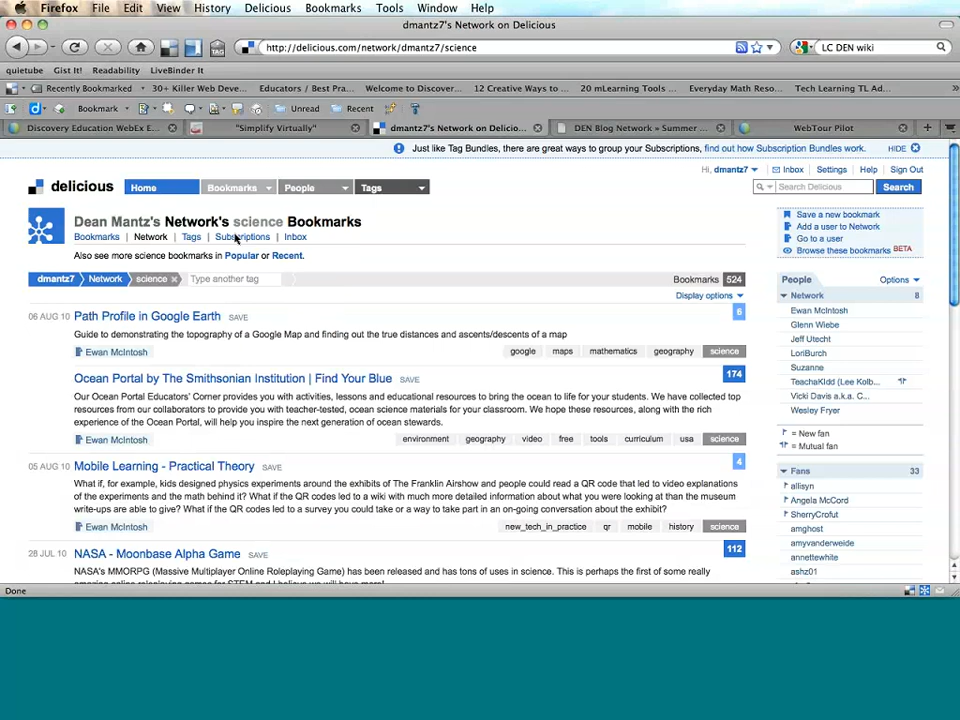 Firefox File Edit View History Delicious Bookmarks Tools Window Help
dmantz7's Network on Delicious
http://delicious.com/network/dmantz7/science
LC DEN wiki
quietube Gist It! Readability LiveBinder It
Recently Bookmarked 30+ Killer Web Deve... Educators / Best Pra... Welcome to Discover... 12 Creative Ways to ... 20 mLearning Tools ... Everyday Math Reso... Tech Learning TL Ad...
Bookmark Unread Recent
Discovery Education WebEx E... "Simplify Virtually" dmantz7's Network on Delicio... DEN Blog Network » Summer ... WebTour Pilot
Just like Tag Bundles, there are great ways to group your Subscriptions, find out how Subscription Bundles work. HIDE
Hi, dmantz7 Inbox Settings Help Sign Out
delicious Home Bookmarks People Tags Search Delicious Search
Dean Mantz's Network's science Bookmarks
Bookmarks | Network | Tags | Subscriptions | Inbox
Also see more science bookmarks in Popular or Recent.
dmantz7 Network science Type another tag Bookmarks 524
Display options
06 AUG 10 Path Profile in Google Earth SAVE 6
Guide to demonstrating the topography of a Google Map and finding out the true distances and ascents/descents of a map
Ewan McIntosh google maps mathematics geography science
Ocean Portal by The Smithsonian Institution | Find Your Blue SAVE 174
Our Ocean Portal Educators' Corner provides you with activities, lessons and educational resources to bring the ocean to life for your students. We have collected top
resources from our collaborators to provide you with teacher-tested, ocean science materials for your classroom. We hope these resources, along with the rich
experience of the Ocean Portal, will help you inspire the next generation of ocean stewards.
Ewan McIntosh environment geography video free tools curriculum usa science
05 AUG 10 Mobile Learning - Practical Theory SAVE 4
What if, for example, kids designed physics experiments around the exhibits of The Franklin Airshow and people could read a QR code that led to video explanations
of the experiments and the math behind it? What if the QR codes led to a wiki with much more detailed information about what you were looking at than the museum
write-ups are able to give? What if the QR codes led to a survey you could take or a way to take part in an on-going conversation about the exhibit?
Ewan McIntosh new_tech_in_practice qr mobile history science
28 JUL 10 NASA - Moonbase Alpha Game SAVE 112
NASA's MMORPG (Massive Multiplayer Online Roleplaying Game) has been released and has tons of uses in science. This is perhaps the first of some really
Save a new bookmark
Add a user to Network
Go to a user
Browse these bookmarks BETA
People Options
Network 8
Ewan McIntosh
Glenn Wiebe
Jeff Utecht
LoriBurch
Suzanne
TeachaKidd (Lee Kolb...
Vicki Davis a.k.a. C...
Wesley Fryer
= New fan
= Mutual fan
Fans 33
allisyn
Angela McCord
SherryCrofut
amghost
amyvanderweide
annettewhite
ashz01
Done